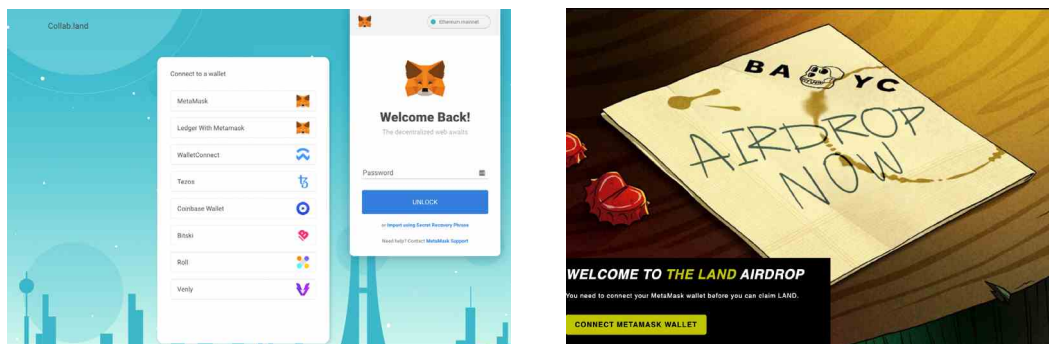 Collab.land
Connect to a wallet
MetaMask
Ledger With Metamask
WalletConnect
Tezos
Coinbase Wallet
Bitski
Roll
Venly
Ethereum mainnet
Welcome Back!
The decentralized web awaits
Password
UNLOCK
or Import using Secret Recovery Phrase
Need help? Contact MetaMask Support
BA YC
AIRDROP
NOW
WELCOME TO THE LAND AIRDROP
You need to connect your MetaMask wallet before you can claim LAND.
CONNECT METAMASK WALLET